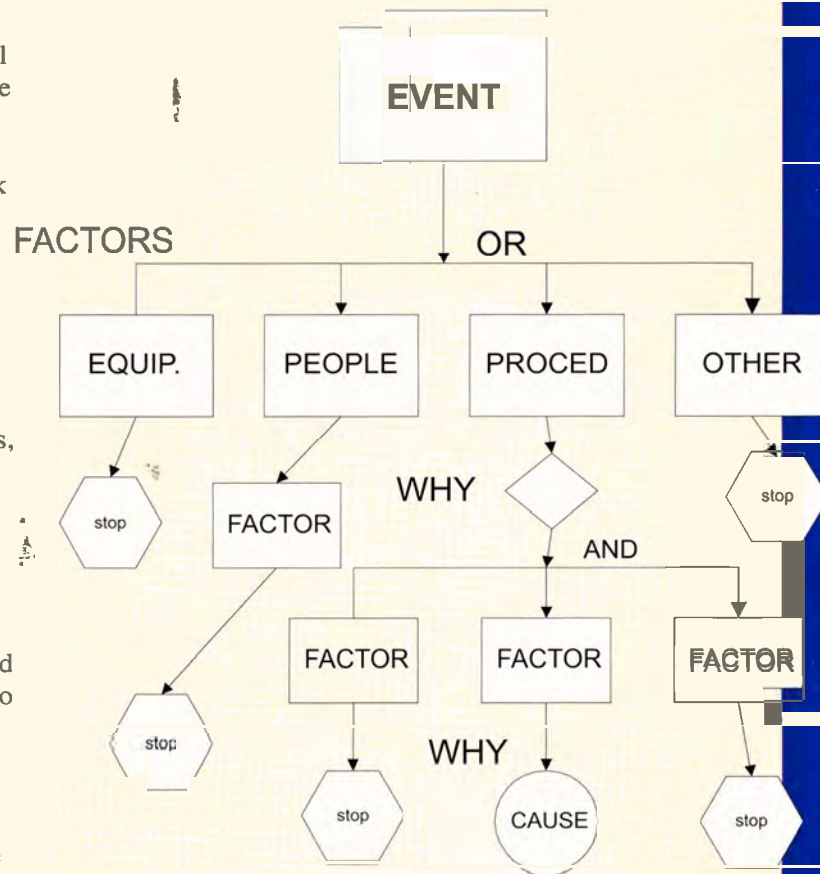 EVENT
FACTORS
OR
EQUIP. PEOPLE PROCED OTHER
WHY
stop
stop FACTOR
AND
FACTOR FACTOR FACTOR
stop
WHY
stop CAUSE stop